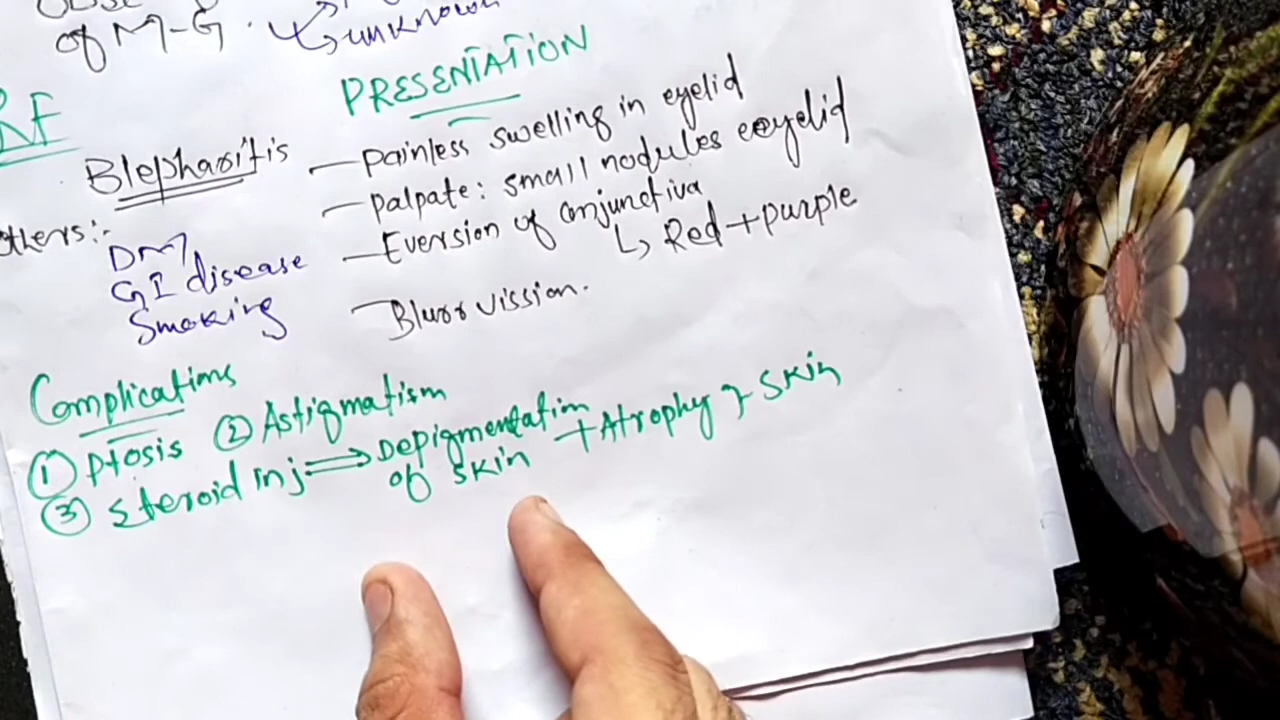 of M-G. unknown
PRESENTATION
RF
Blepharitis
- Painless swelling in eyelid
- Palpate: small nodules eeyelid
- Eversion of conjunctiva
↳ Red + purple
- Blurr vission.
others:-
DM
GI disease
Smoking
Complications
① Ptosis ② Astigmatism
③ Steroid inj ⇒ Depigmentation of skin + Atrophy of skin